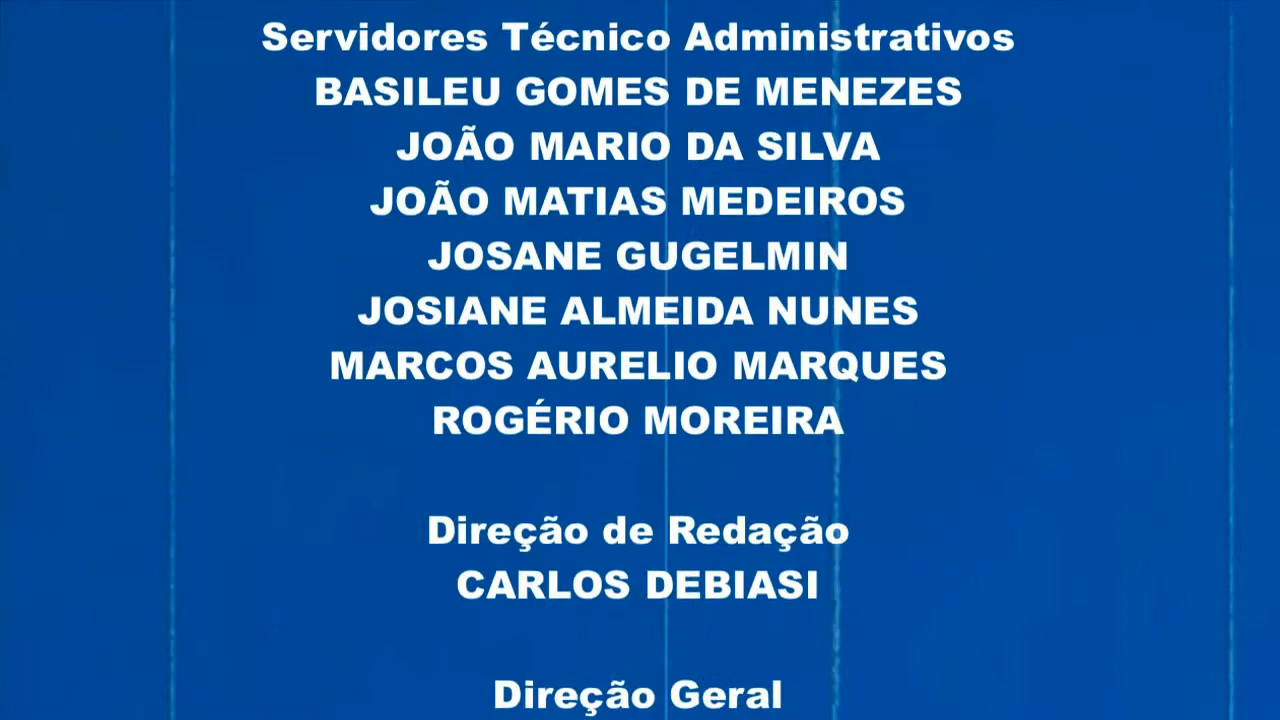 Servidores Técnico Administrativos
BASILEU GOMES DE MENEZES
JOÃO MARIO DA SILVA
JOÃO MATIAS MEDEIROS
JOSANE GUGELMIN
JOSIANE ALMEIDA NUNES
MARCOS AURELIO MARQUES
ROGÉRIO MOREIRA
Direção de Redação
CARLOS DEBIASI
Direção Geral